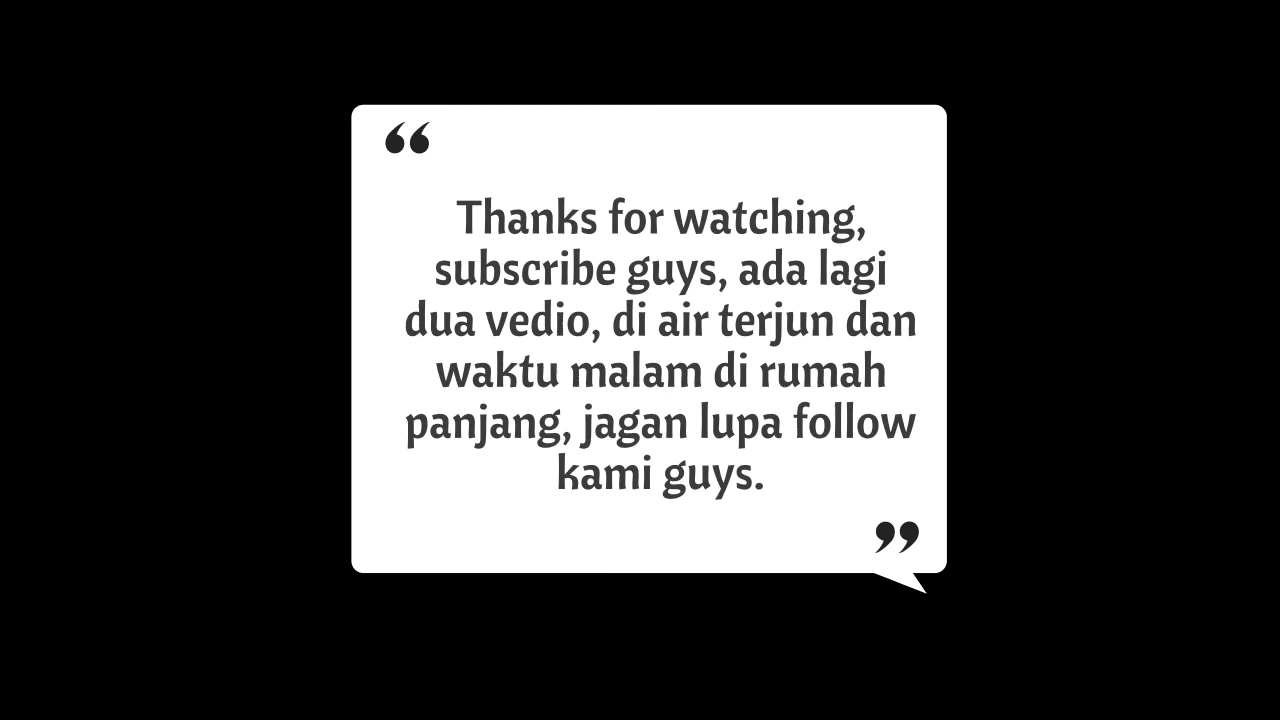 Thanks for watching,
subscribe guys, ada lagi
dua vedio, di air terjun dan
waktu malam di rumah
panjang, jagan lupa follow
kami guys.